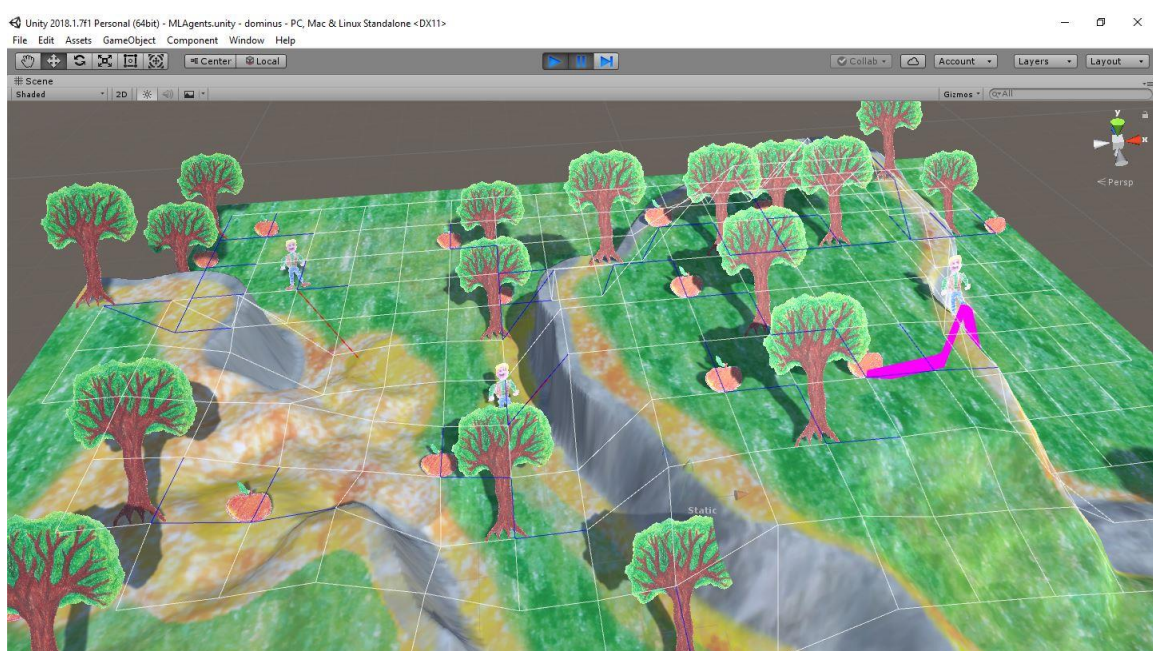 Unity 2018.1.7f1 Personal (64bit) - MLAgents.unity - dominus - PC, Mac & Linux Standalone <DX11>
File Edit Assets GameObject Component Window Help
Center Local Collab Account Layers Layout
Scene
Shaded 2D Gizmos All
y
x
Persp
Static